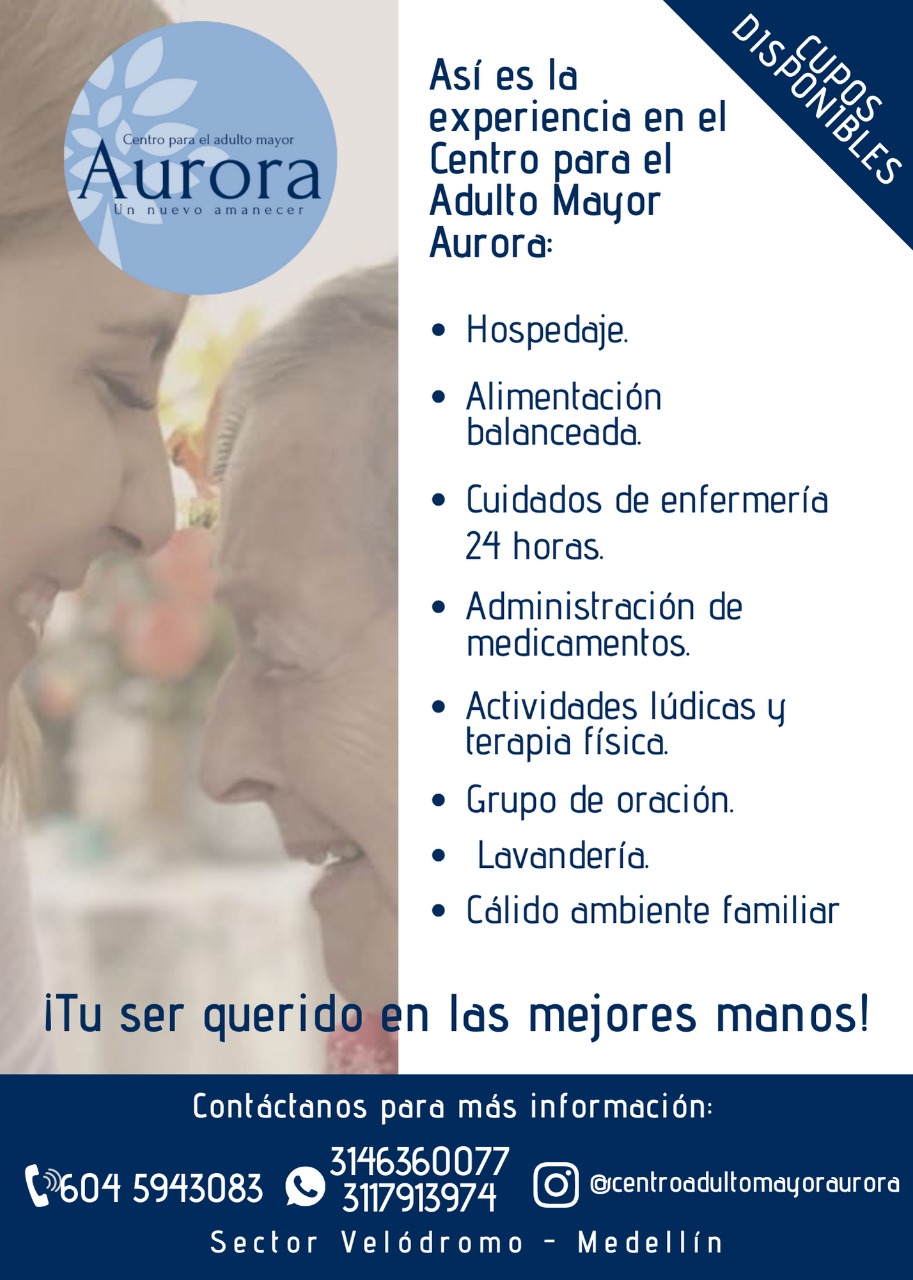 Centro para el adulto mayor
Aurora
Un nuevo amanecer
CUPOS
DISPONIBLES
Así es la
experiencia en el
Centro para el
Adulto Mayor
Aurora:
• Hospedaje.
• Alimentación
balanceada.
• Cuidados de enfermería
24 horas.
• Administración de
medicamentos.
• Actividades lúdicas y
terapia física.
• Grupo de oración.
• Lavandería.
• Cálido ambiente familiar
¡Tu ser querido en las mejores manos!
Contáctanos para más información:
604 5943083
3146360077
3117913974
@centroadultomayoraurora
Sector Velódromo - Medellín